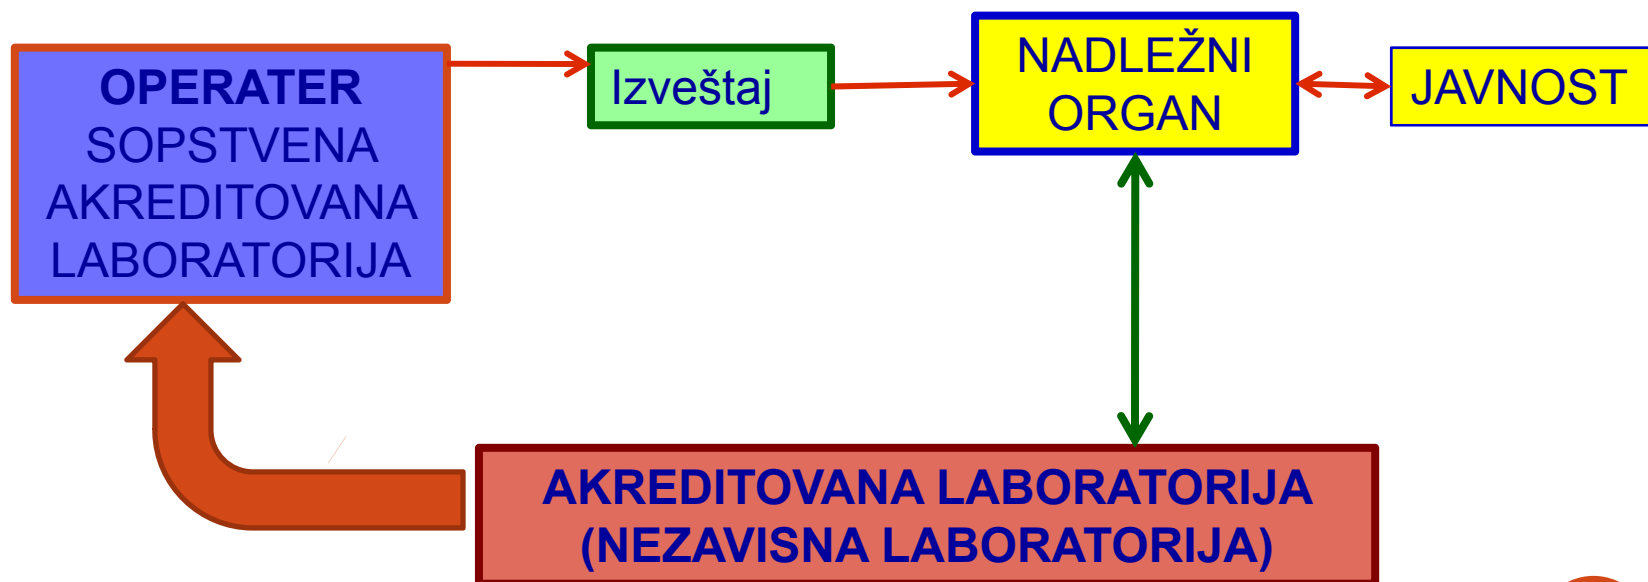 OPERATER
SOPSTVENA
AKREDITOVANA
LABORATORIJA
Izveštaj
NADLEŽNI
ORGAN
JAVNOST
AKREDITOVANA LABORATORIJA
(NEZAVISNA LABORATORIJA)